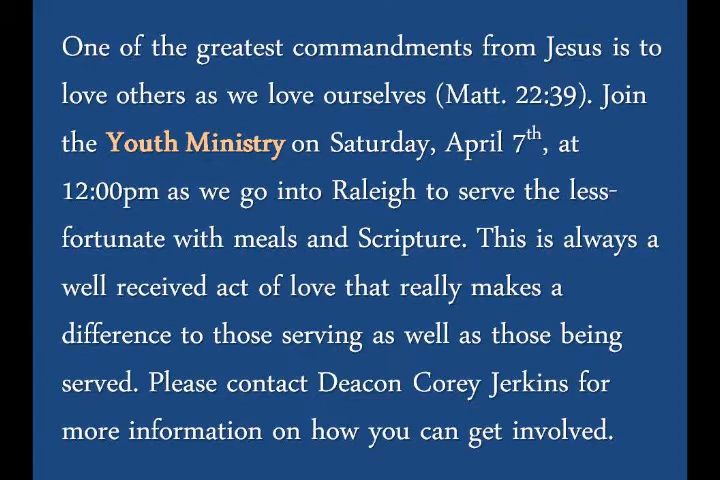 One of the greatest commandments from Jesus is to
love others as we love ourselves (Matt. 22:39). Join
the Youth Ministry on Saturday, April 7th, at
12:00pm as we go into Raleigh to serve the less-
fortunate with meals and Scripture. This is always a
well received act of love that really makes a
difference to those serving as well as those being
served. Please contact Deacon Corey Jerkins for
more information on how you can get involved.